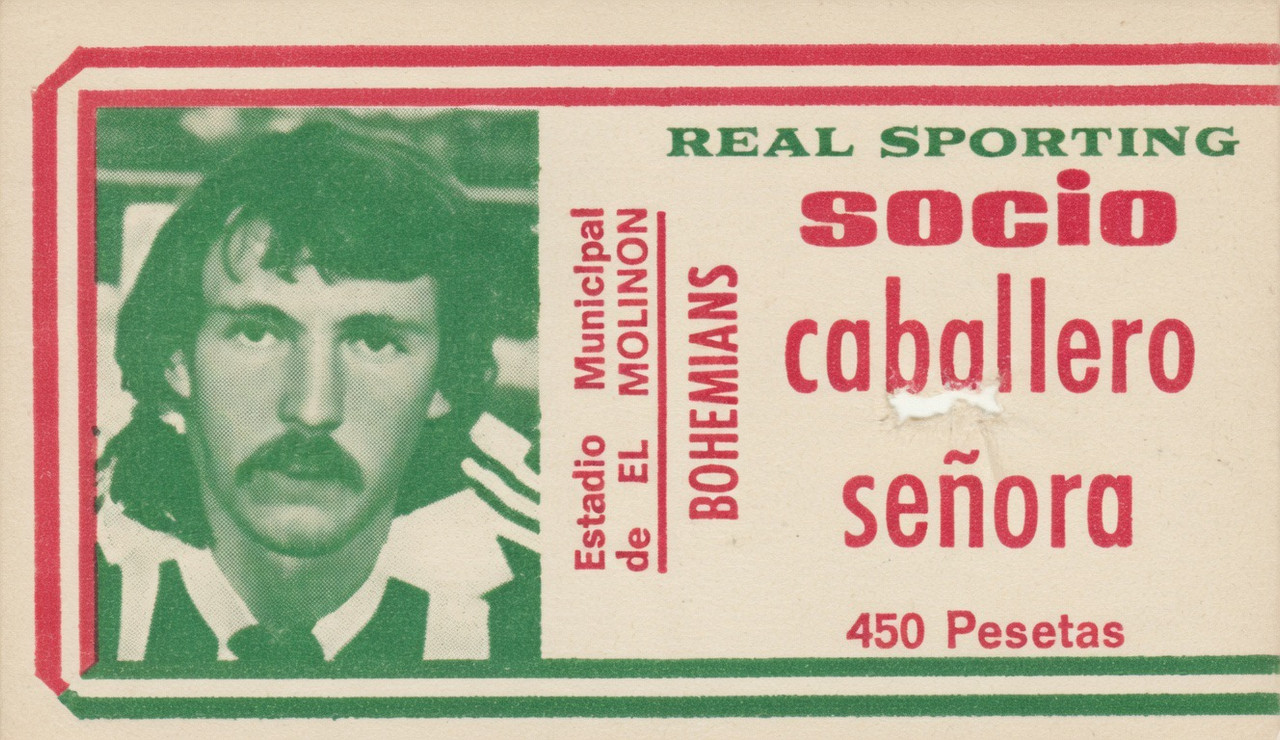 Estadio Municipal
de EL MOLINON
BOHEMIANS
REAL SPORTING
socio
caballero
señora
450 Pesetas